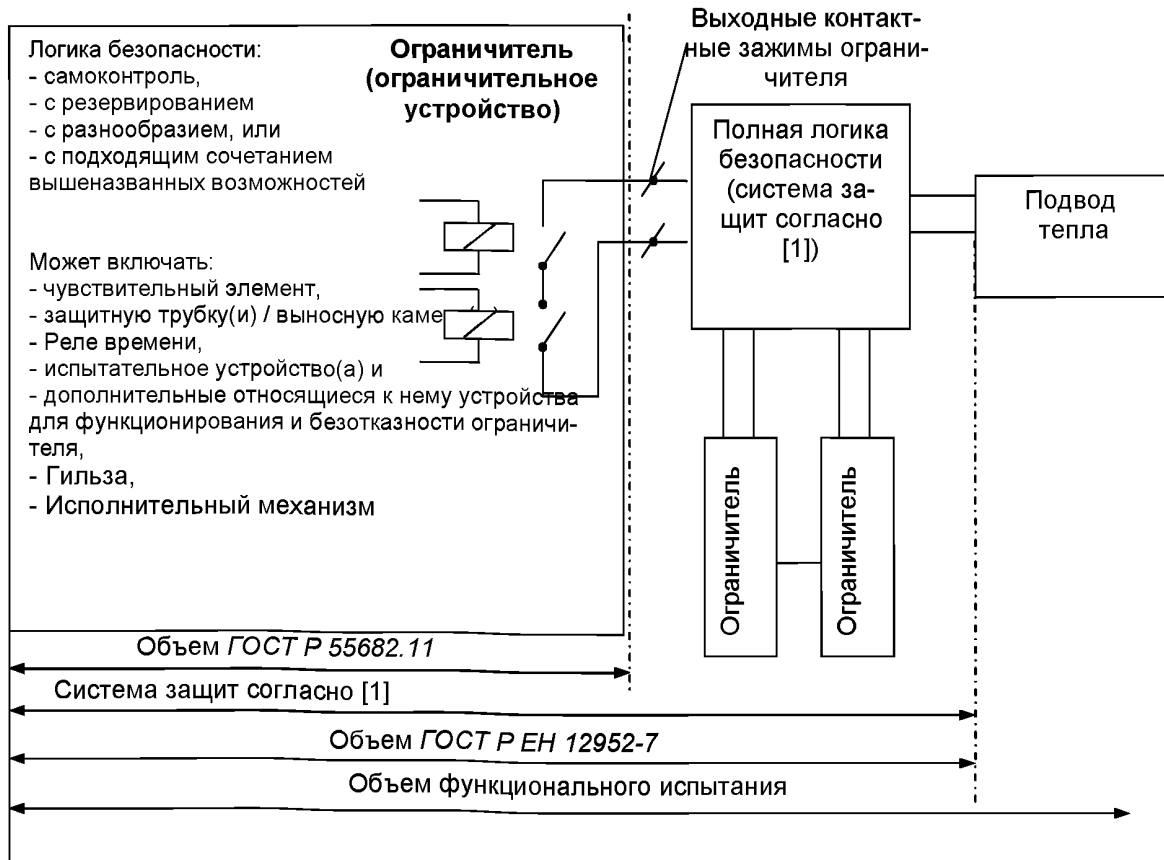 Логика безопасности:
- самоконтроль,
- с резервированием
- с разнообразием, или
- с подходящим сочетанием
вышеназванных возможностей
Ограничитель
(ограничительное
устройство)
Может включать:
- чувствительный элемент,
- защитную трубку(и) / выносную каме
- Реле времени,
- испытательное устройство(а) и
- дополнительные относящиеся к нему устройства
для функционирования и безотказности ограничи-
теля,
- Гильза,
- Исполнительный механизм
Выходные контакт-
ные зажимы ограни-
чителя
Полная логика
безопасности
(система за-
щит согласно
[1])
Подвод
тепла
Ограничитель
Ограничитель
Объем ГОСТ Р 55682.11
Система защит согласно [1]
Объем ГОСТ Р ЕН 12952-7
Объем функционального испытания